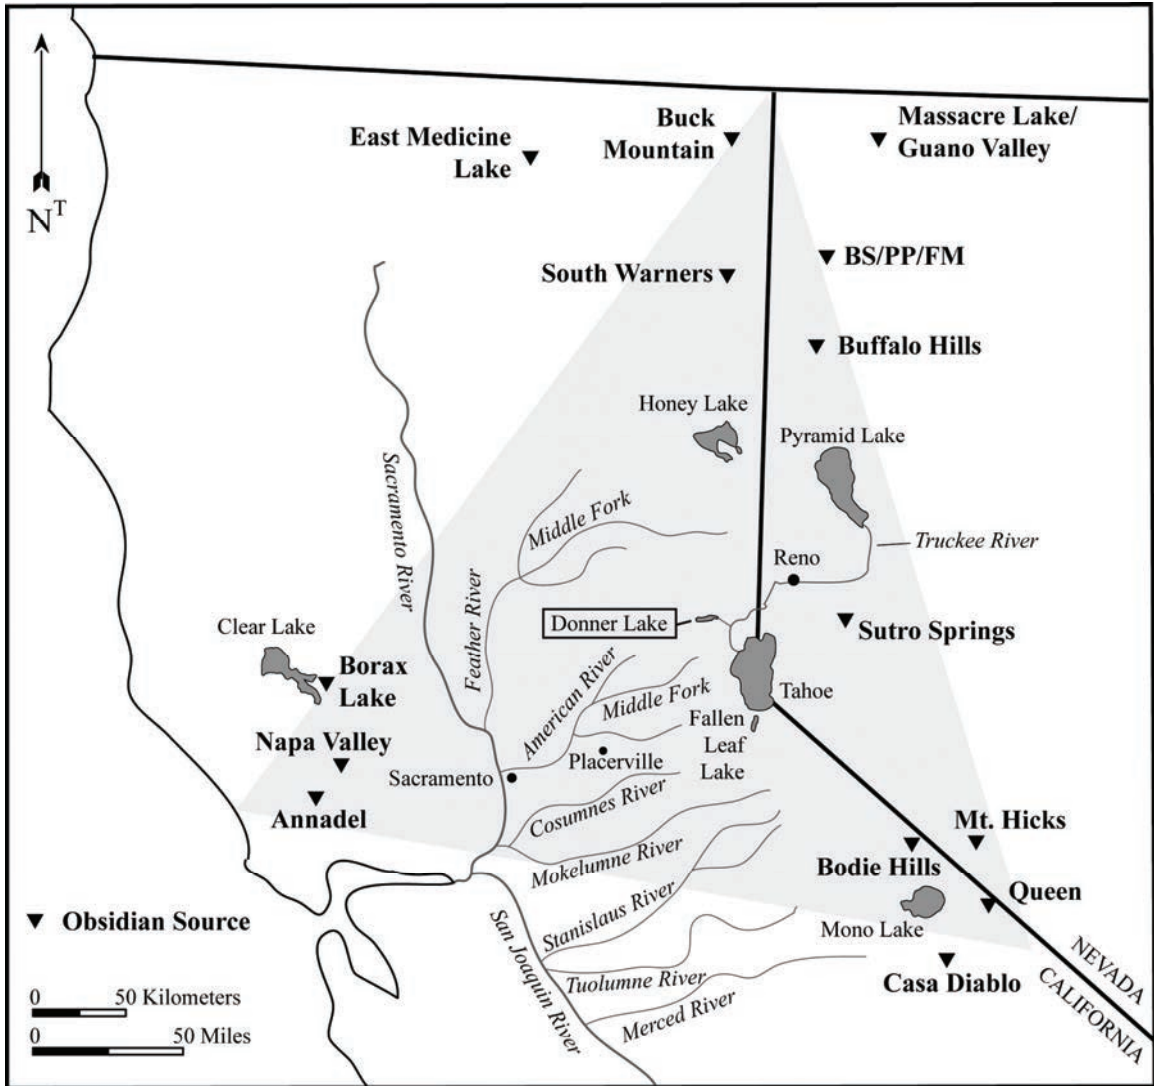 N^T
East Medicine
Lake
Buck
Mountain
Massacre Lake/
Guano Valley
South Warners
BS/PP/FM
Buffalo Hills
Honey Lake
Pyramid Lake
Sacramento River
Middle Fork
Feather River
Truckee River
Reno
Donner Lake
Sutro Springs
Clear Lake
Borax
Lake
American River
Middle Fork
Tahoe
Fallen
Leaf
Lake
Napa Valley
Sacramento
Placerville
Annadel
Cosumnes River
Mokelumne River
Mt. Hicks
Bodie Hills
Queen
Mono Lake
Stanislaus River
San Joaquin River
Tuolumne River
Merced River
Casa Diablo
NEVADA
CALIFORNIA
Obsidian Source
0 50 Kilometers
0 50 Miles